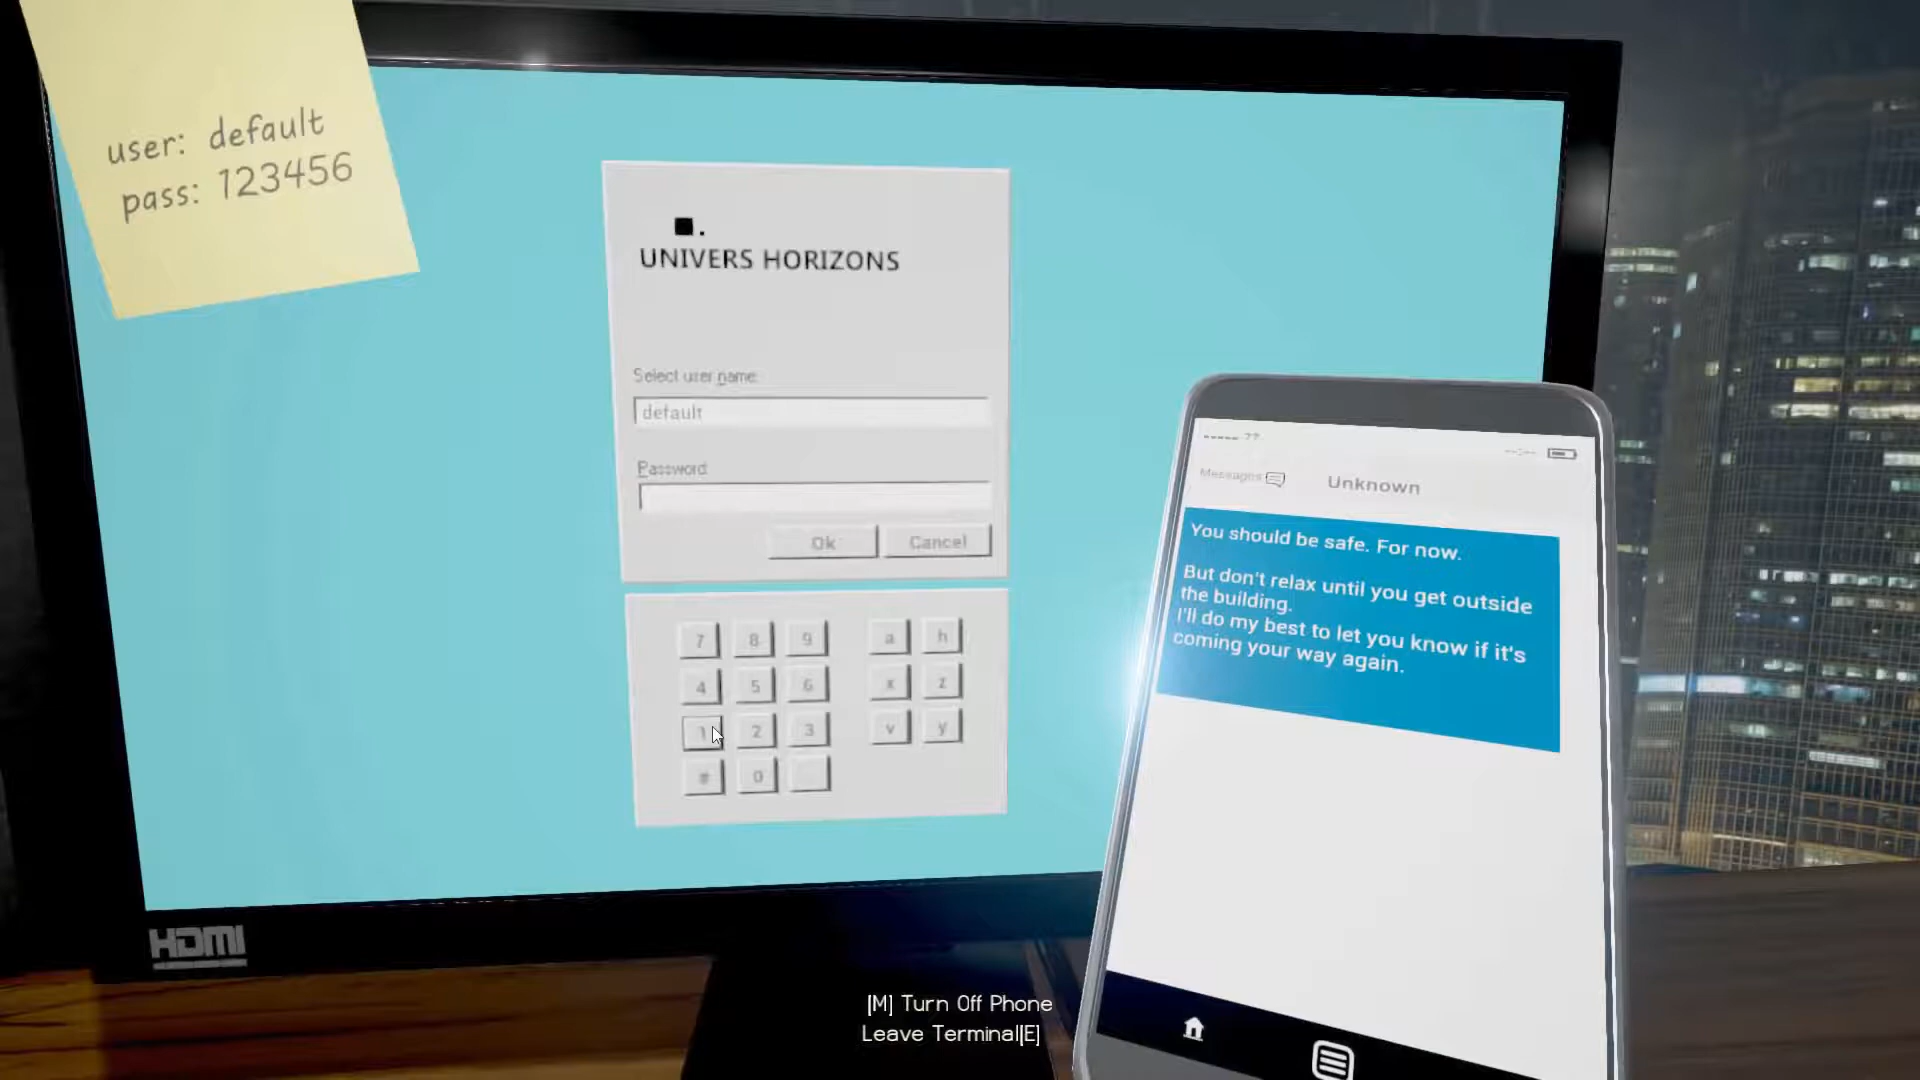 user: default
pass: 123456
UNIVERS HORIZONS
Select user name:
default
Password:
Ok
Cancel
7 8 9 a h
4 5 6 x z
1 2 3 v y
# 0
HDMI
??
Messages
Unknown
You should be safe. For now.
But don't relax until you get outside
the building.
I'll do my best to let you know if it's
coming your way again.
[M] Turn Off Phone
Leave Terminal[E]